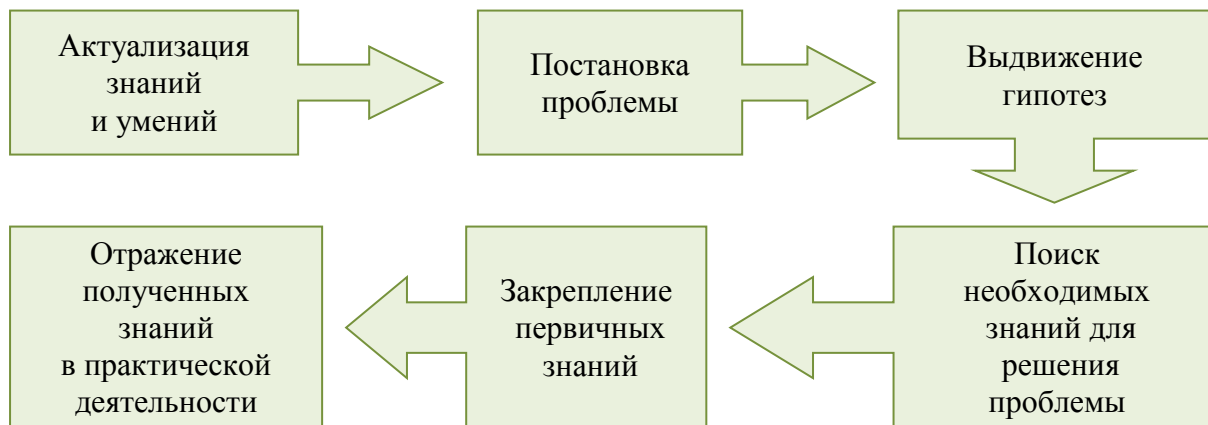 Актуализация
знаний
и умений
Постановка
проблемы
Выдвижение
гипотез
Поиск
необходимых
знаний для
решения
проблемы
Закрепление
первичных
знаний
Отражение
полученных
знаний
в практической
деятельности